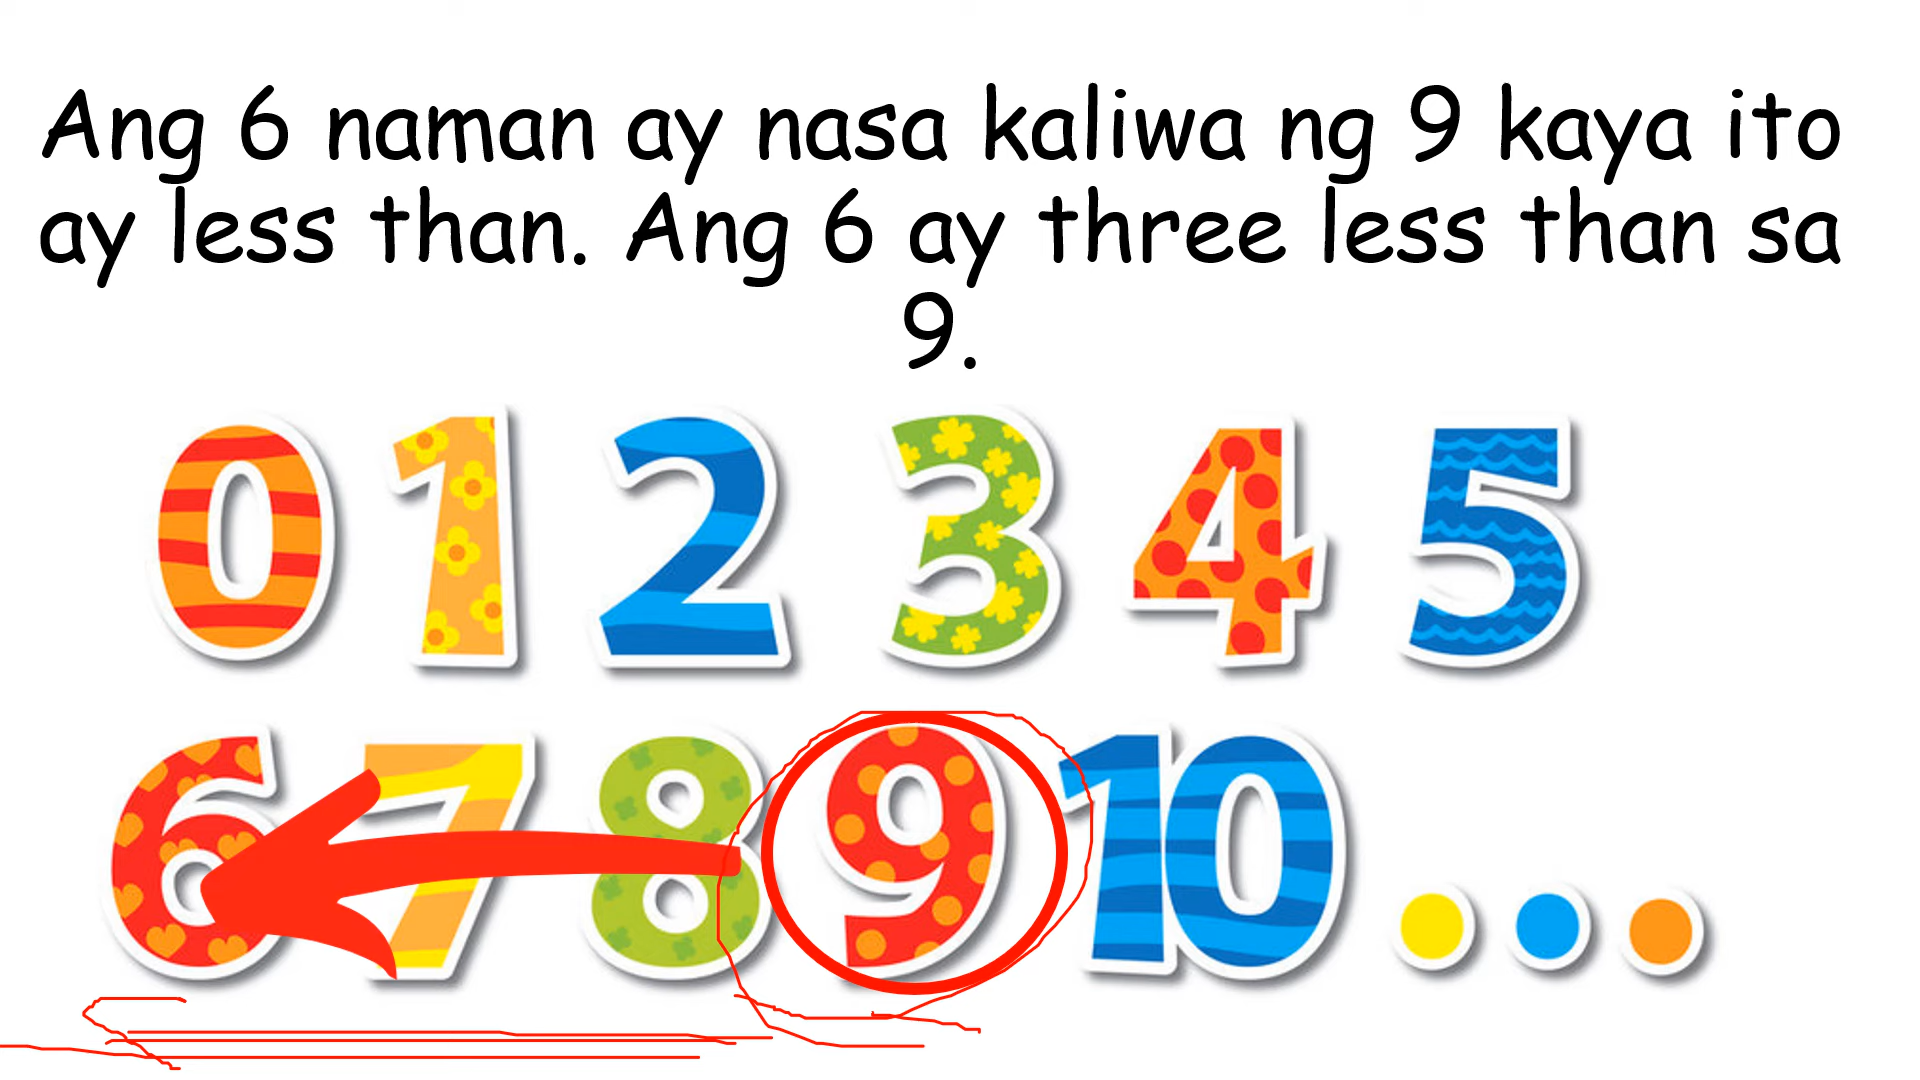 Ang 6 naman ay nasa kaliwa ng 9 kaya ito
ay less than. Ang 6 ay three less than sa
9.
0 1 2 3 4 5
6 7 8 9 10...